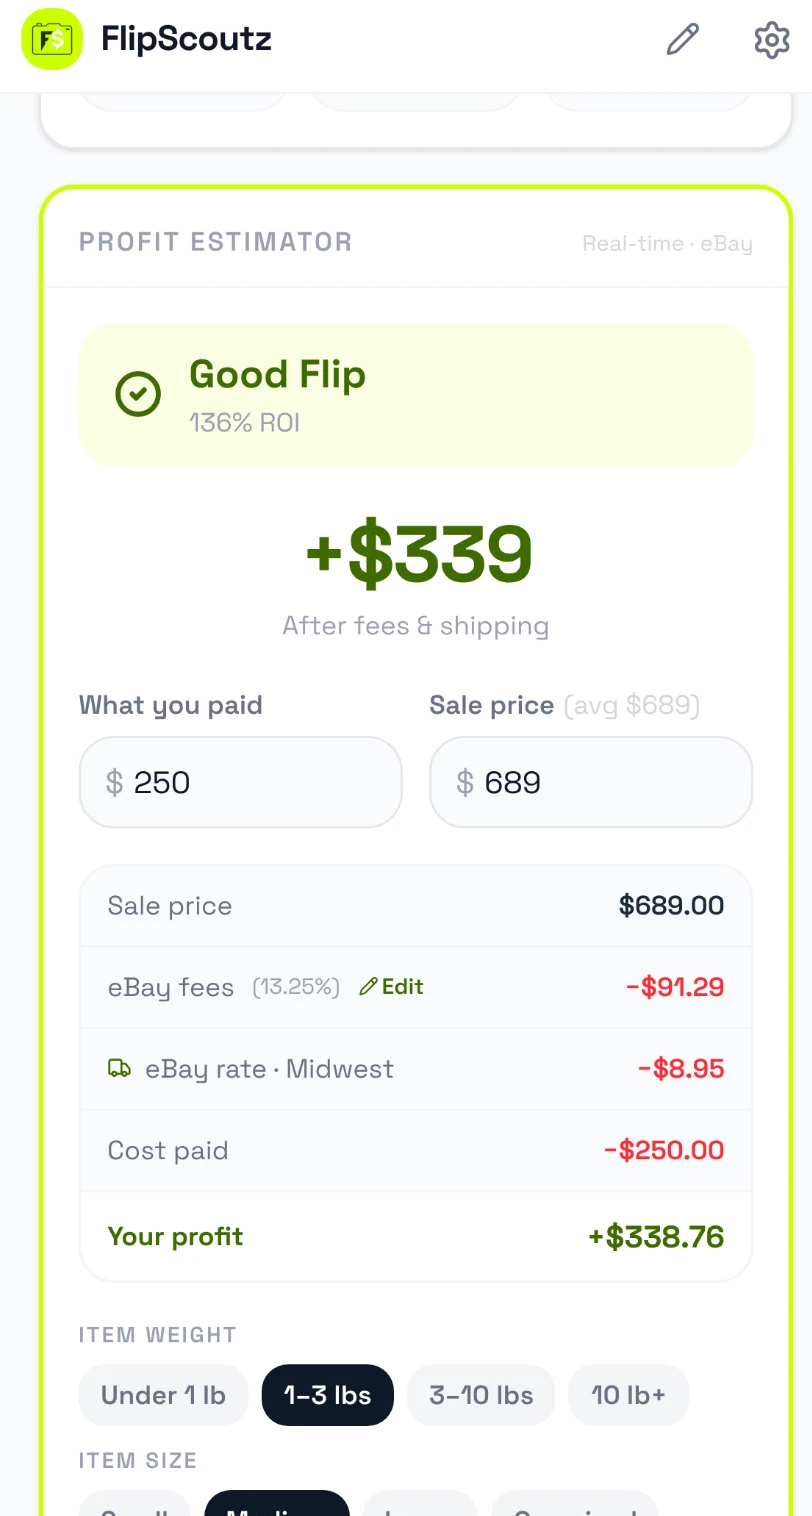 F$
FlipScoutz
PROFIT ESTIMATOR
Real-time · eBay
Good Flip
136% ROI
+$339
After fees & shipping
What you paid
Sale price (avg $689)
$ 250
$ 689
Sale price
$689.00
eBay fees (13.25%) Edit
-$91.29
eBay rate · Midwest
-$8.95
Cost paid
-$250.00
Your profit
+$338.76
ITEM WEIGHT
Under 1 lb
1–3 lbs
3–10 lbs
10 lb+
ITEM SIZE